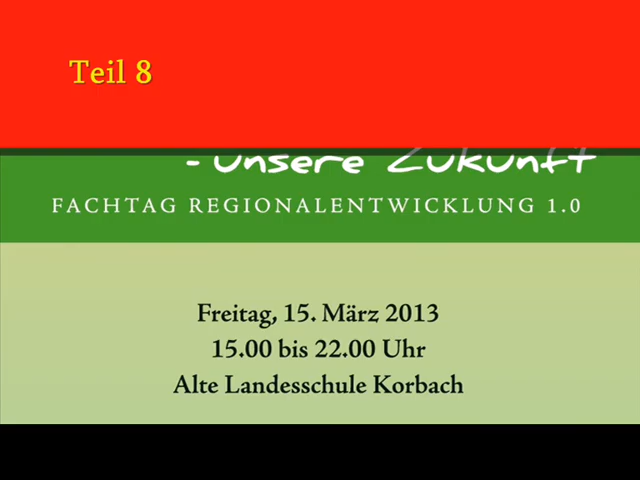 Teil 8
- unsere Zukunft
FACHTAG REGIONALENTWICKLUNG 1.0
Freitag, 15. März 2013
15.00 bis 22.00 Uhr
Alte Landesschule Korbach